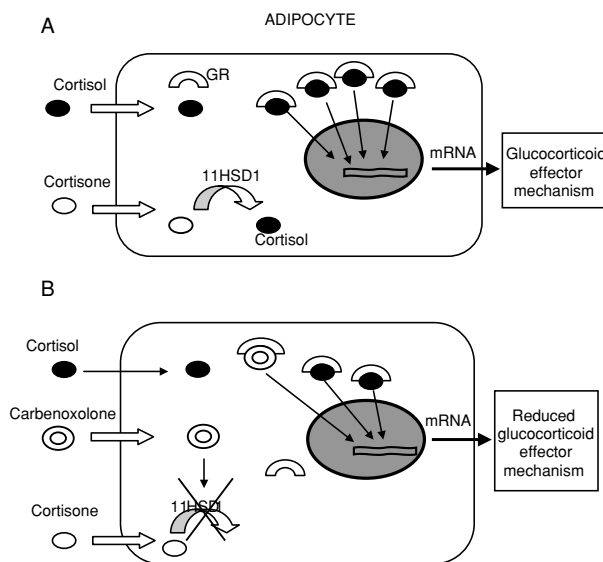 ADIPOCYTE
A
Cortisol
GR
mRNA
Glucocorticoid
effector
mechanism
Cortisone
11HSD1
Cortisol
B
Cortisol
Carbenoxolone
mRNA
Reduced
glucocorticoid
effector
mechanism
Cortisone
11HSD1